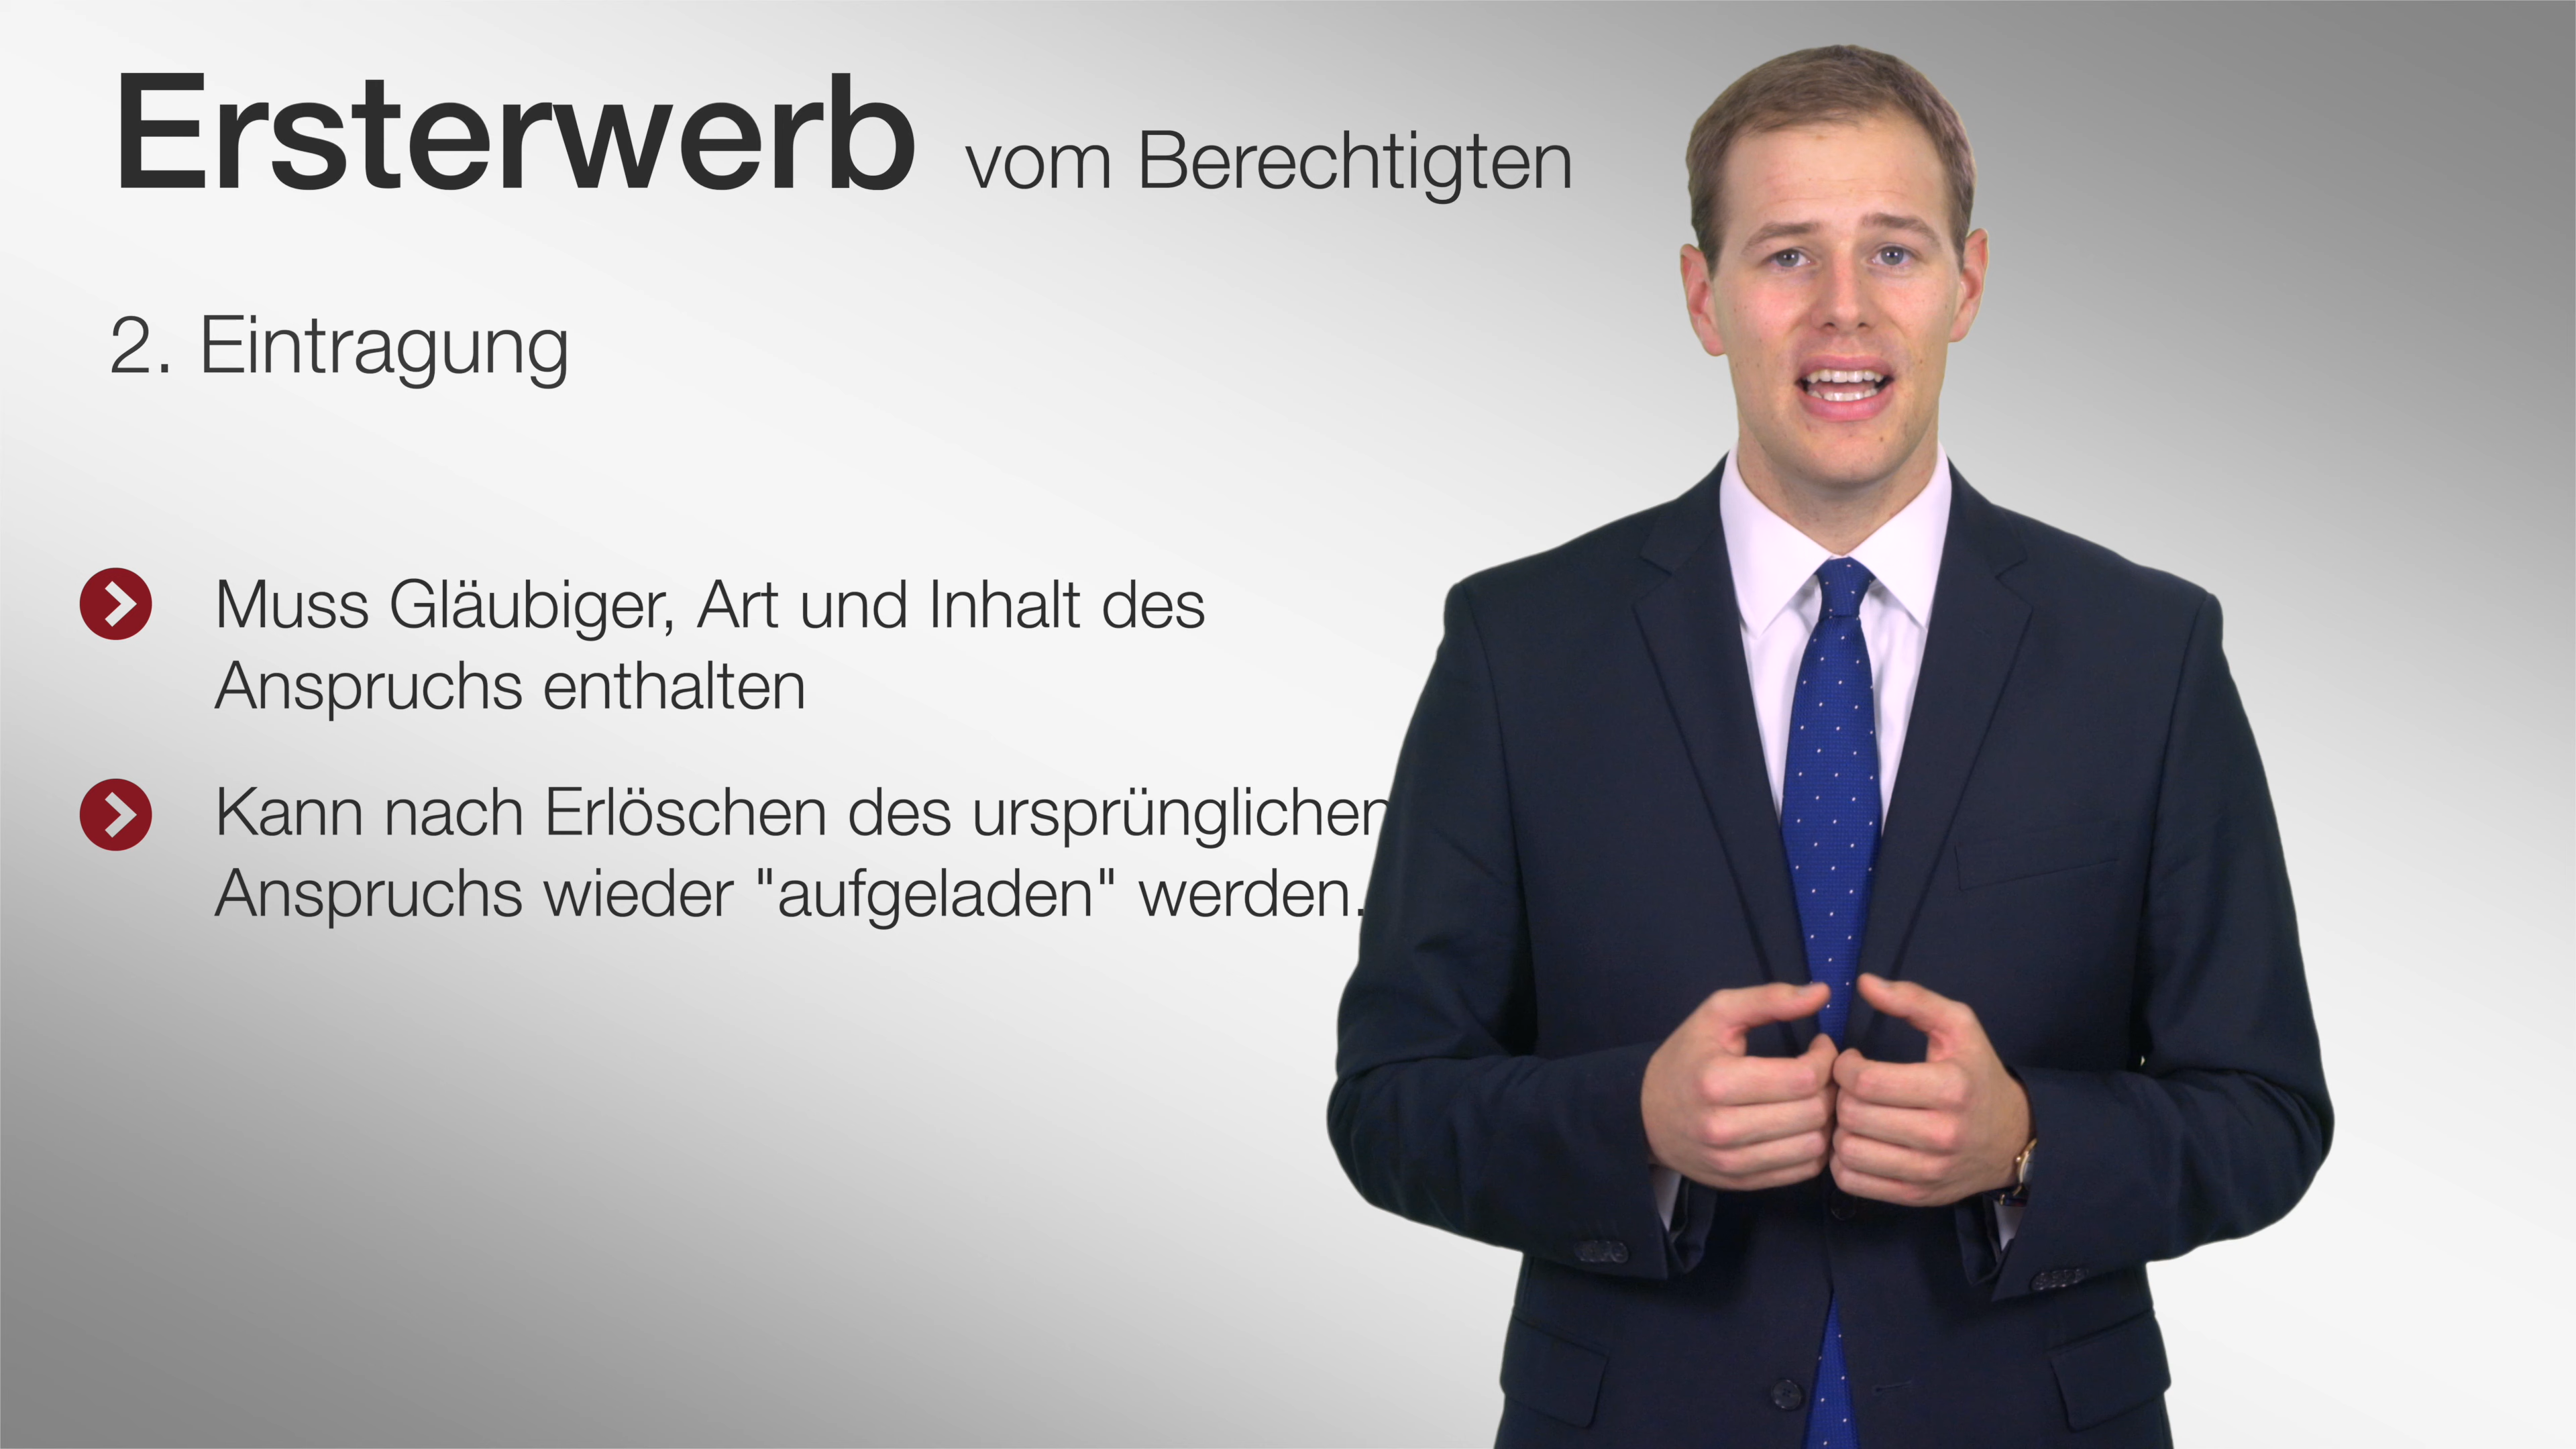 Ersterwerb vom Berechtigten
2. Eintragung
Muss Gläubiger, Art und Inhalt des
Anspruchs enthalten
Kann nach Erlöschen des ursprünglichen
Anspruchs wieder "aufgeladen" werden.